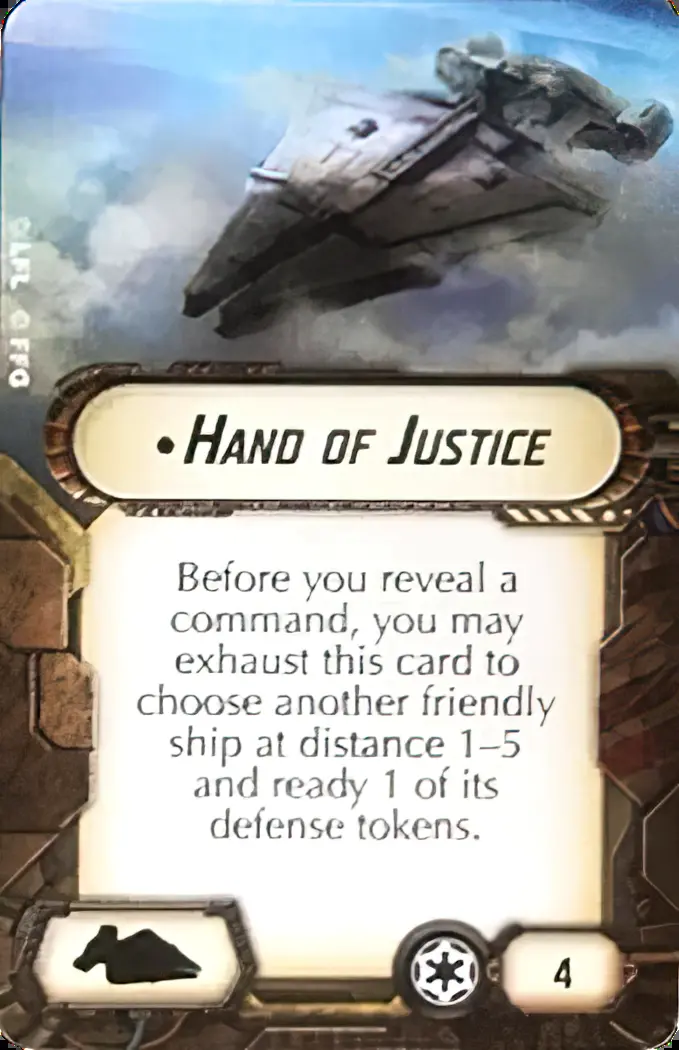 ©LFL ©FFG
•Hand of Justice
Before you reveal a
command, you may
exhaust this card to
choose another friendly
ship at distance 1–5
and ready 1 of its
defense tokens.
4